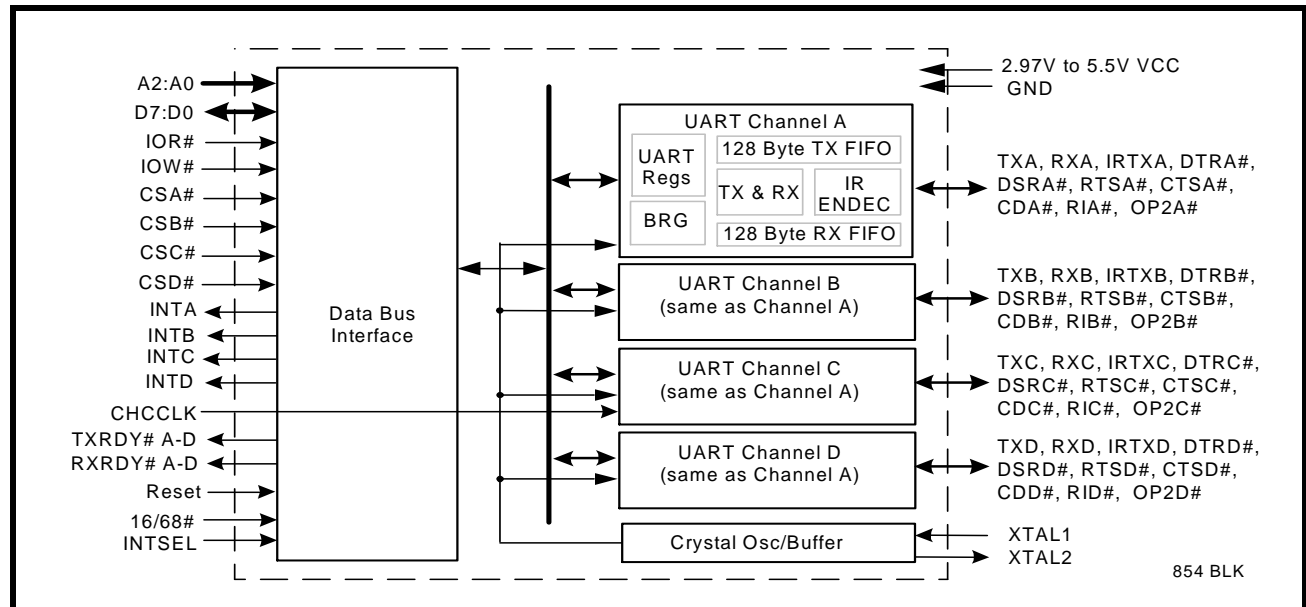 A2:A0
D7:D0
IOR#
IOW#
CSA#
CSB#
CSC#
CSD#
INTA
INTB
INTC
INTD
CHCCLK
TXRDY# A-D
RXRDY# A-D
Reset
16/68#
INTSEL
Data Bus
Interface
UART Channel A
UART
Regs
BRG
128 Byte TX FIFO
TX & RX
IR
ENDEC
128 Byte RX FIFO
UART Channel B
(same as Channel A)
UART Channel C
(same as Channel A)
UART Channel D
(same as Channel A)
Crystal Osc/Buffer
2.97V to 5.5V VCC
GND
TXA, RXA, IRTXA, DTRA#,
DSRA#, RTSA#, CTSA#,
CDA#, RIA#, OP2A#
TXB, RXB, IRTXB, DTRB#,
DSRB#, RTSB#, CTSB#,
CDB#, RIB#, OP2B#
TXC, RXC, IRTXC, DTRC#,
DSRC#, RTSC#, CTSC#,
CDC#, RIC#, OP2C#
TXD, RXD, IRTXD, DTRD#,
DSRD#, RTSD#, CTSD#,
CDD#, RID#, OP2D#
XTAL1
XTAL2
854 BLK